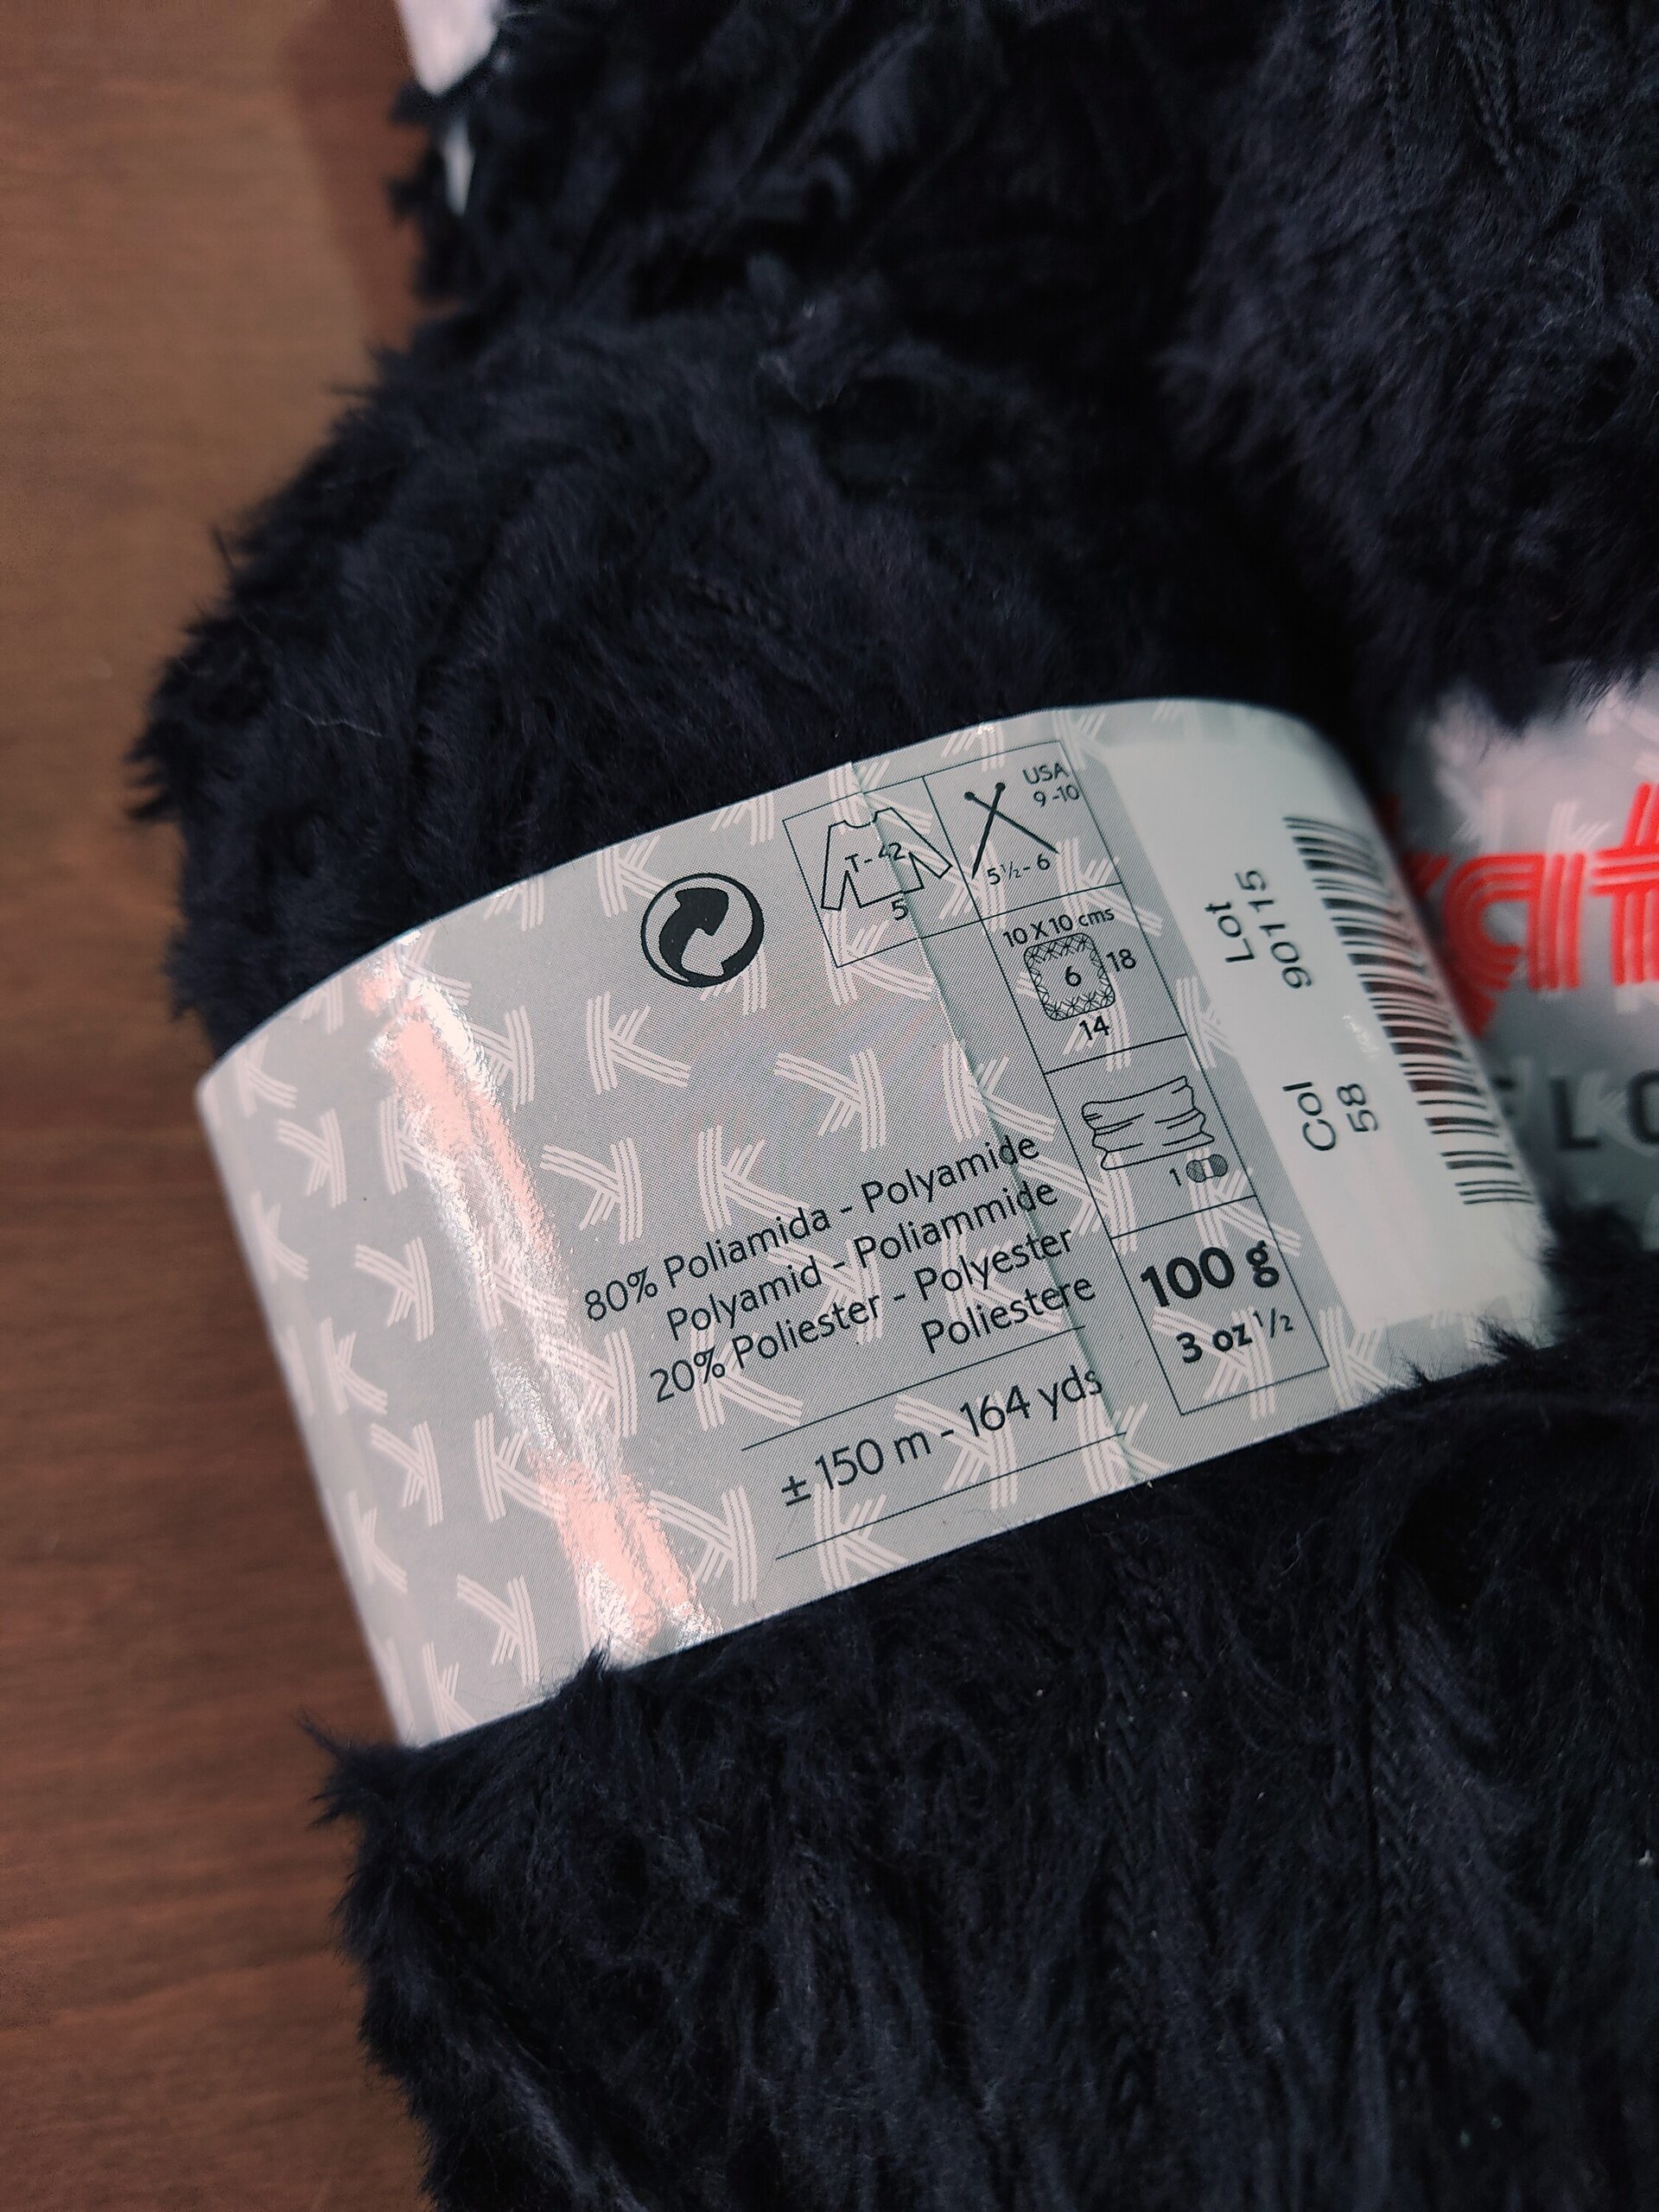 T-42
5
USA
9-10
5½-6
10 X 10 cms
6
18
14
1
100 g
3 oz ½
80% Poliamida - Polyamide
Polyamid - Poliammide
20% Poliester - Polyester
Poliestere
± 150 m - 164 yds
Lot
90115
Col
58